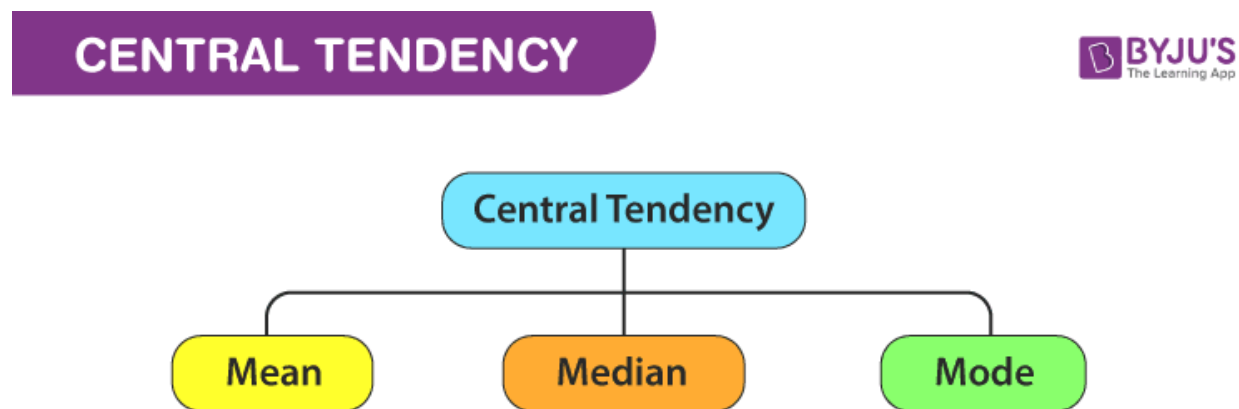 CENTRAL TENDENCY
BYJU'S
The Learning App
Central Tendency
Mean
Median
Mode